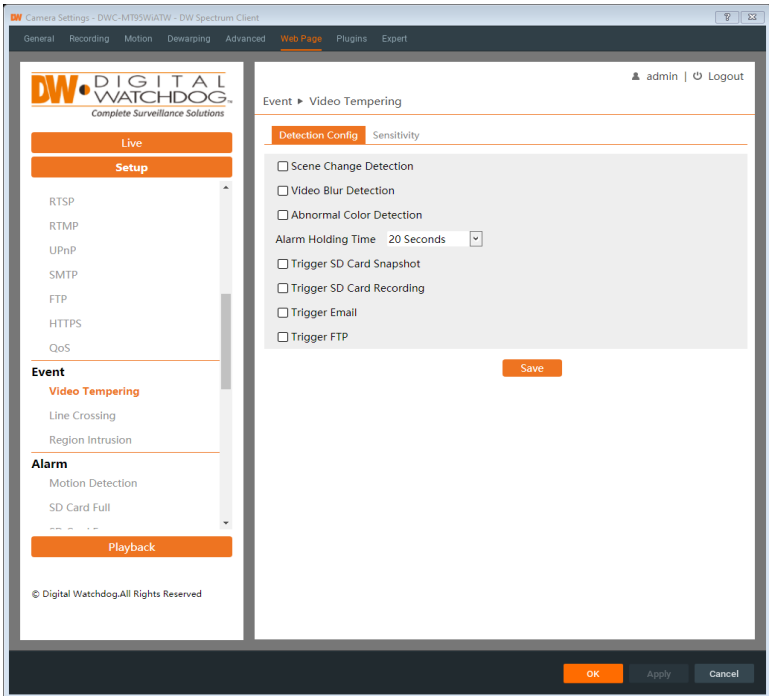 DW Camera Settings - DWC-MT95WiATW - DW Spectrum Client
General Recording Motion Dewarping Advanced Web Page Plugins Expert
DW DIGITAL WATCHDOG
Complete Surveillance Solutions
admin | Logout
Event ▸ Video Tempering
Live
Setup
RTSP
RTMP
UPnP
SMTP
FTP
HTTPS
QoS
Event
Video Tempering
Line Crossing
Region Intrusion
Alarm
Motion Detection
SD Card Full
Playback
© Digital Watchdog.All Rights Reserved
Detection Config Sensitivity
Scene Change Detection
Video Blur Detection
Abnormal Color Detection
Alarm Holding Time 20 Seconds
Trigger SD Card Snapshot
Trigger SD Card Recording
Trigger Email
Trigger FTP
Save
OK Apply Cancel